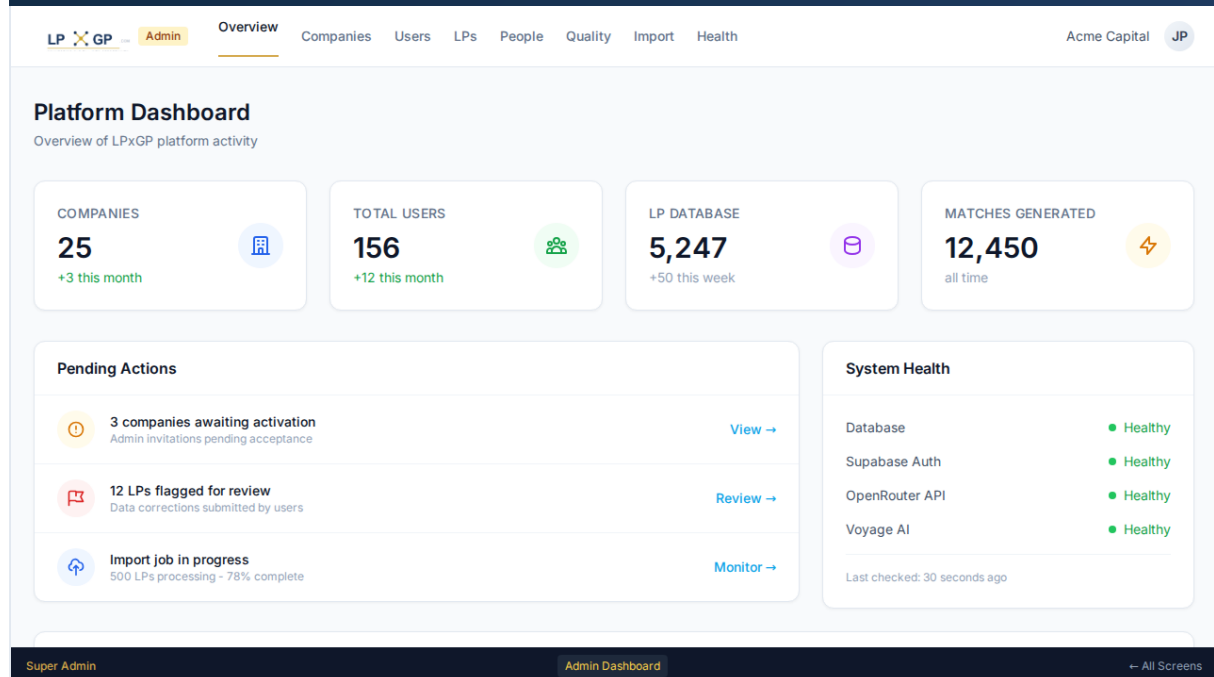 LP GP
Admin
Overview
Companies
Users
LPs
People
Quality
Import
Health
Acme Capital
JP
Platform Dashboard
Overview of LPxGP platform activity
COMPANIES
25
+3 this month
TOTAL USERS
156
+12 this month
LP DATABASE
5,247
+50 this week
MATCHES GENERATED
12,450
all time
Pending Actions
3 companies awaiting activation
Admin invitations pending acceptance
View →
12 LPs flagged for review
Data corrections submitted by users
Review →
Import job in progress
500 LPs processing - 78% complete
Monitor →
System Health
Database
Healthy
Supabase Auth
Healthy
OpenRouter API
Healthy
Voyage AI
Healthy
Last checked: 30 seconds ago
Super Admin
Admin Dashboard
← All Screens